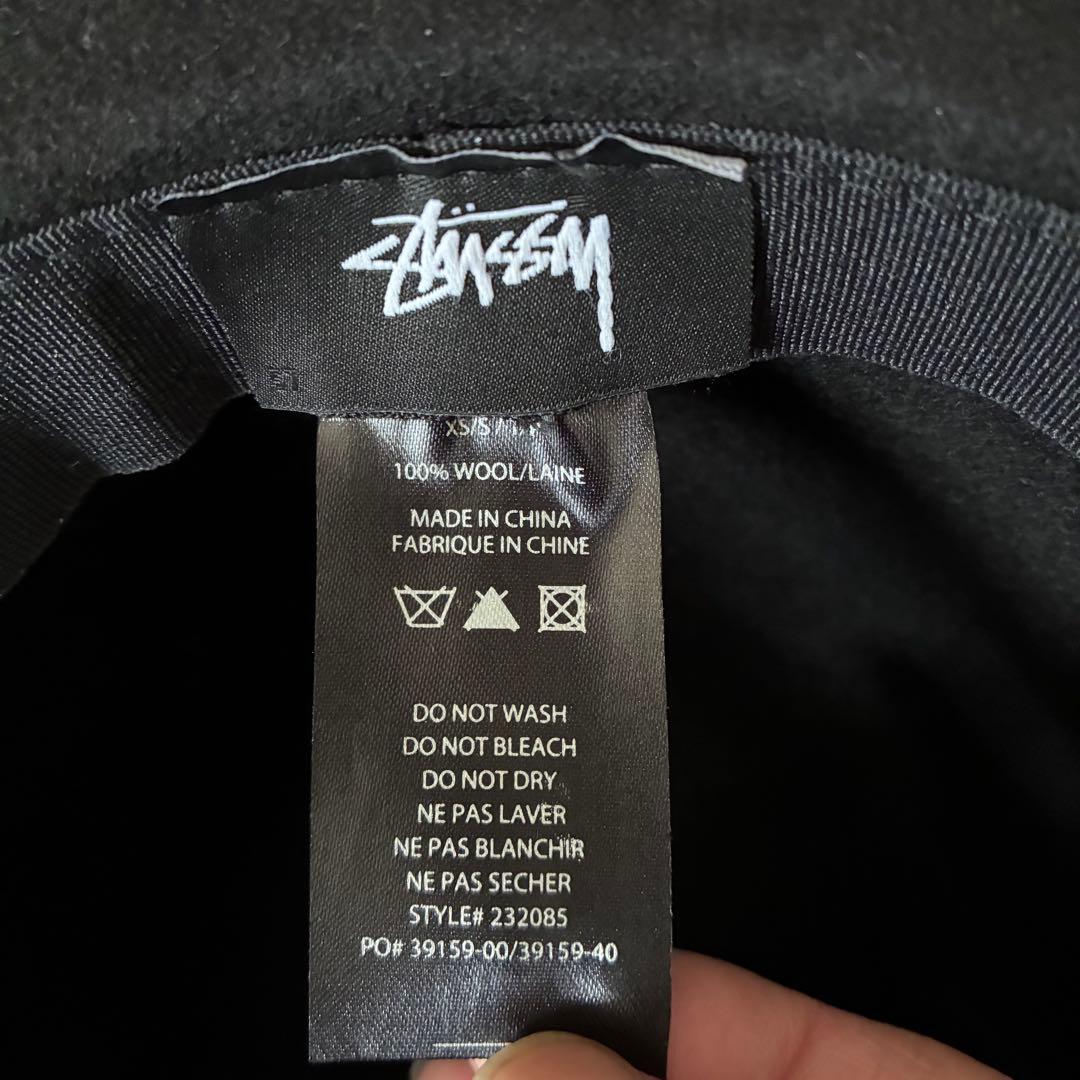 Stüssy
XS/S
100% WOOL/LAINE
MADE IN CHINA
FABRIQUE IN CHINE
DO NOT WASH
DO NOT BLEACH
DO NOT DRY
NE PAS LAVER
NE PAS BLANCHIR
NE PAS SECHER
STYLE# 232085
PO# 39159-00/39159-40